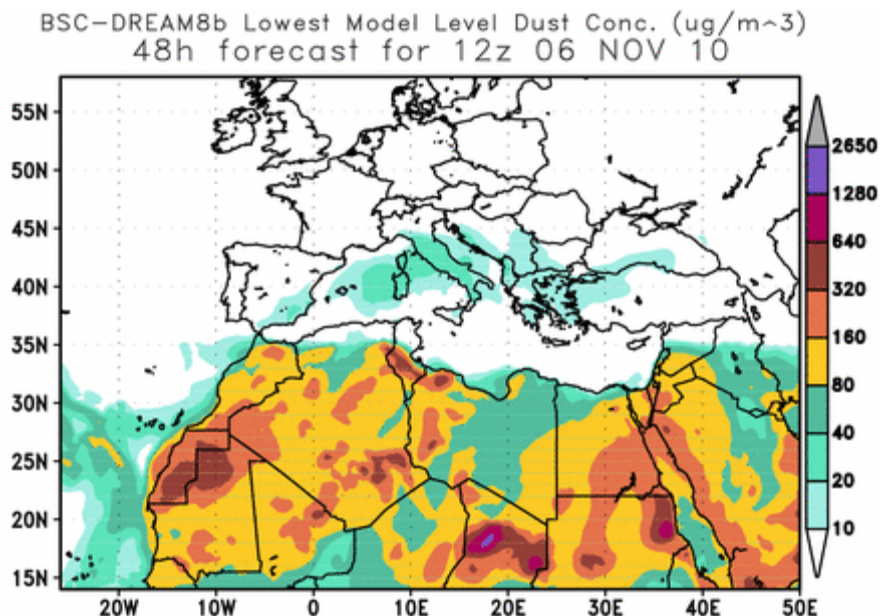 BSC-DREAM8b Lowest Model Level Dust Conc. (ug/m^3)
48h forecast for 12z 06 NOV 10
55N
50N
45N
40N
35N
30N
25N
20N
15N
20W
10W
0
10E
20E
30E
40E
50E
2650
1280
640
320
160
80
40
20
10